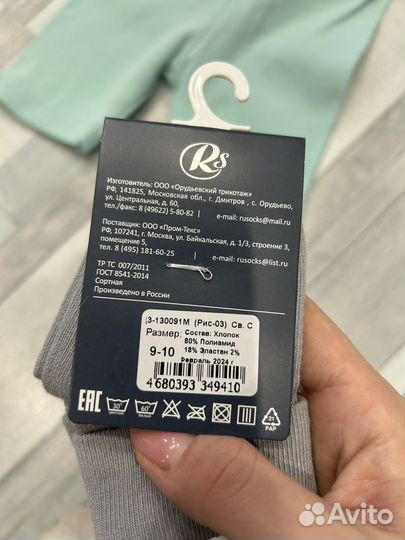 Rs
Изготовитель: ООО «Орудьевский трикотаж»
РФ, 141825, Московская обл., г. Дмитров , с. Орудьево,
ул. Центральная, д. 60,
тел./факс: 8 (49622) 5-80-82 e-mail: rusocks@mail.ru
Поставщик: ООО «Пром-Текс»
РФ, 107241, г. Москва, ул. Байкальская, д. 1/3, строение 3,
помещение 5,
тел. 8 (495) 181-60-25 e-mail: rusocks@list.ru
ТР ТС 007/2011
ГОСТ 8541-2014
Сортная
Произведено в России
3-130091М (Рис-03) Св. С
Размер: Состав: Хлопок
80% Полиамид
9-10 18% Эластан 2%
февраль 2024 г
4 680393 349410
EAC 30° 60° 21
PAP
Avito